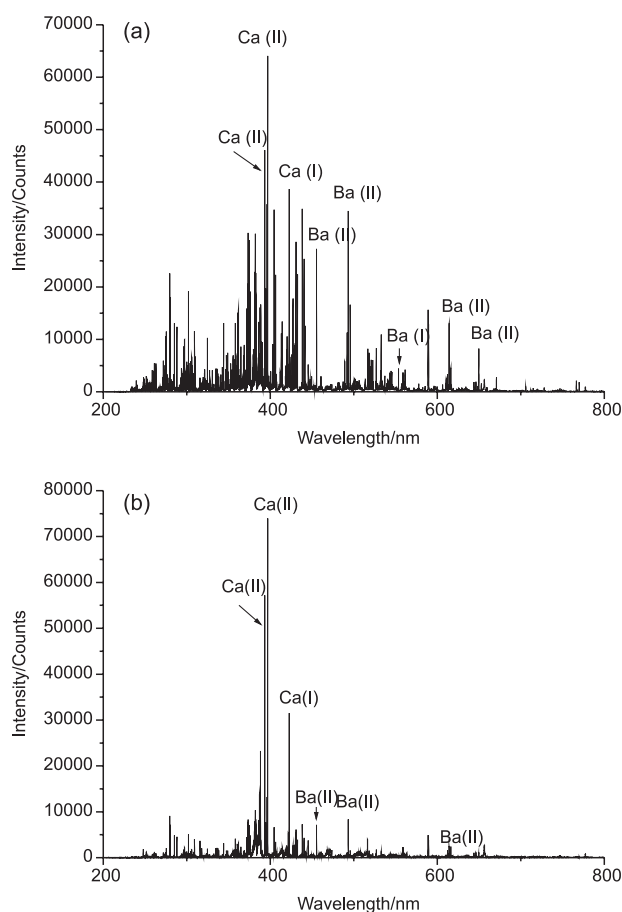 (a)
70000
60000
50000
40000
30000
20000
10000
0
Intensity/Counts
Ca (II)
Ca (II)
Ca (I)
Ba (II)
Ba (II)
Ba (I)
Ba (II)
Ba (II)
200 400 600 800
Wavelength/nm
(b)
80000
70000
60000
50000
40000
30000
20000
10000
0
Intensity/Counts
Ca(II)
Ca(II)
Ca(I)
Ba(II)
Ba(II)
Ba(II)
200 400 600 800
Wavelength/nm